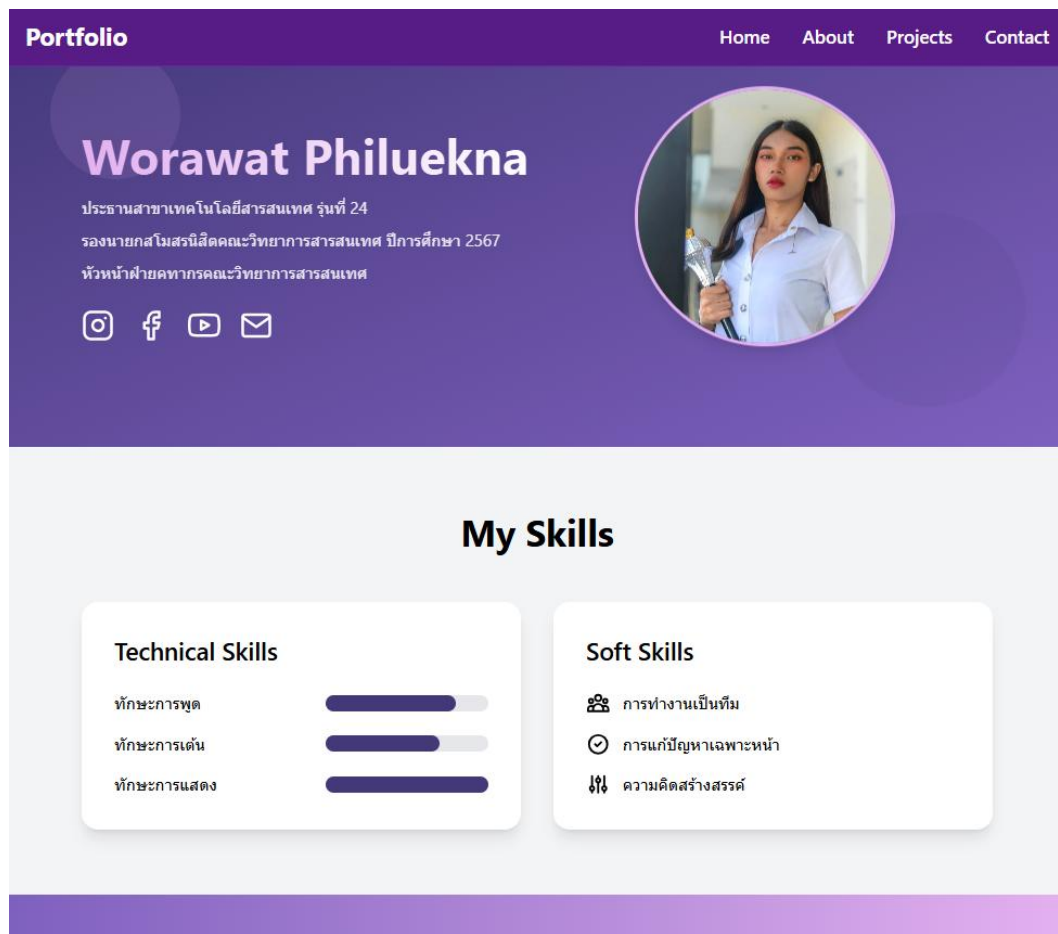 Portfolio
Home About Projects Contact
Worawat Philuekna
ประธานสาขาเทคโนโลยีสารสนเทศ รุ่นที่ 24
รองนายกสโมสรนิสิตคณะวิทยาการสารสนเทศ ปีการศึกษา 2567
หัวหน้าฝ่ายคทากรคณะวิทยาการสารสนเทศ
My Skills
Technical Skills
ทักษะการพูด
ทักษะการเต้น
ทักษะการแสดง
Soft Skills
การทำงานเป็นทีม
การแก้ปัญหาเฉพาะหน้า
ความคิดสร้างสรรค์